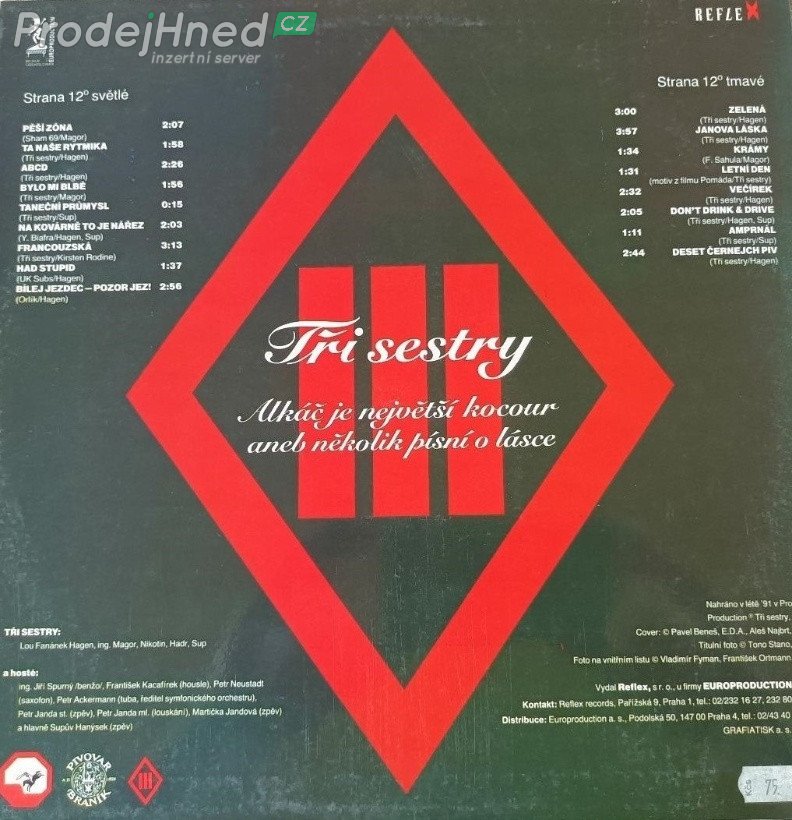 ProdejHned CZ
inzertní server
REFLEX
Strana 12° světlé
PĚŠÍ ZÓNA 2:07
(Sham 69/Magor)
TA NAŠE RYTMIKA 1:58
(Tři sestry/Hagen)
ABCD 2:26
(Tři sestry/Hagen)
BYLO MI BLBĚ 1:56
(Tři sestry/Magor)
TANEČNÍ PRŮMYSL 0:15
(Tři sestry/Sup)
NA KOVÁRNĚ TO JE NÁŘEZ 2:03
(Y. Biafra/Hagen, Sup)
FRANCOUZSKÁ 3:13
(Tři sestry/Kirsten Rodine)
HAD STUPID 1:37
(UK Subs/Hagen)
BÍLEJ JEZDEC – POZOR JEZ! 2:56
(Orlík/Hagen)
Strana 12° tmavé
3:00 ZELENÁ
(Tři sestry/Hagen)
3:57 JANOVA LÁSKA
(Tři sestry/Hagen)
1:34 KRÁMY
(F. Sahula/Magor)
1:31 LETNÍ DEN
(motiv z filmu Pomáda/Tři sestry)
2:32 VEČÍREK
(Tři sestry/Hagen)
2:05 DON'T DRINK & DRIVE
(Tři sestry/Hagen, Sup)
1:11 AMPRNÁL
(Tři sestry/Sup)
2:44 DESET ČERNEJCH PIV
(Tři sestry/Hagen)
Tři sestry
Alkáč je největší kocour
aneb několik písní o lásce
TŘI SESTRY:
Lou Fanánek Hagen, ing. Magor, Nikotin, Hadr, Sup
a hosté:
ing. Jiří Spurný /benžo/, František Kacafírek (housle), Petr Neustadt
(saxofon), Petr Ackermann (tuba, ředitel symfonického orchestru),
Petr Janda st. (zpěv), Petr Janda ml. (louskání), Martička Jandová (zpěv)
a hlavně Supův Hanýsek (zpěv)
Nahráno v létě '91 v Pro
Production ℗ Tři sestry,
Cover: © Pavel Beneš, E.D.A., Aleš Najbrt,
Titulní foto © Tono Stano,
Foto na vnitřním listu © Vladimír Fyman, František Ortmann
Vydal Reflex, s r. o., u firmy EUROPRODUCTION
Kontakt: Reflex records, Pařížská 9, Praha 1, tel.: 02/232 16 27, 232 80
Distribuce: Europroduction a. s., Podolská 50, 147 00 Praha 4, tel.: 02/43 40
GRAFIATISK a. s.
PIVOVAR
BRANÍK
75,